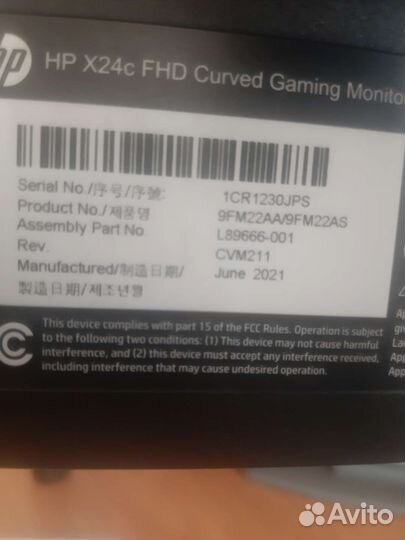 hp HP X24c FHD Curved Gaming Monitor
Serial No./序号/序號: 1CR1230JPS
Product No./제품명 9FM22AA/9FM22AS
Assembly Part No L89666-001
Rev. CVM211
Manufactured/制造日期/ June 2021
製造日期/제조년월
This device complies with part 15 of the FCC Rules. Operation is subject
to the following two conditions: (1) This device may not cause harmful
interference, and (2) this device must accept any interference received,
including interference that may cause undesired operation.
Avito